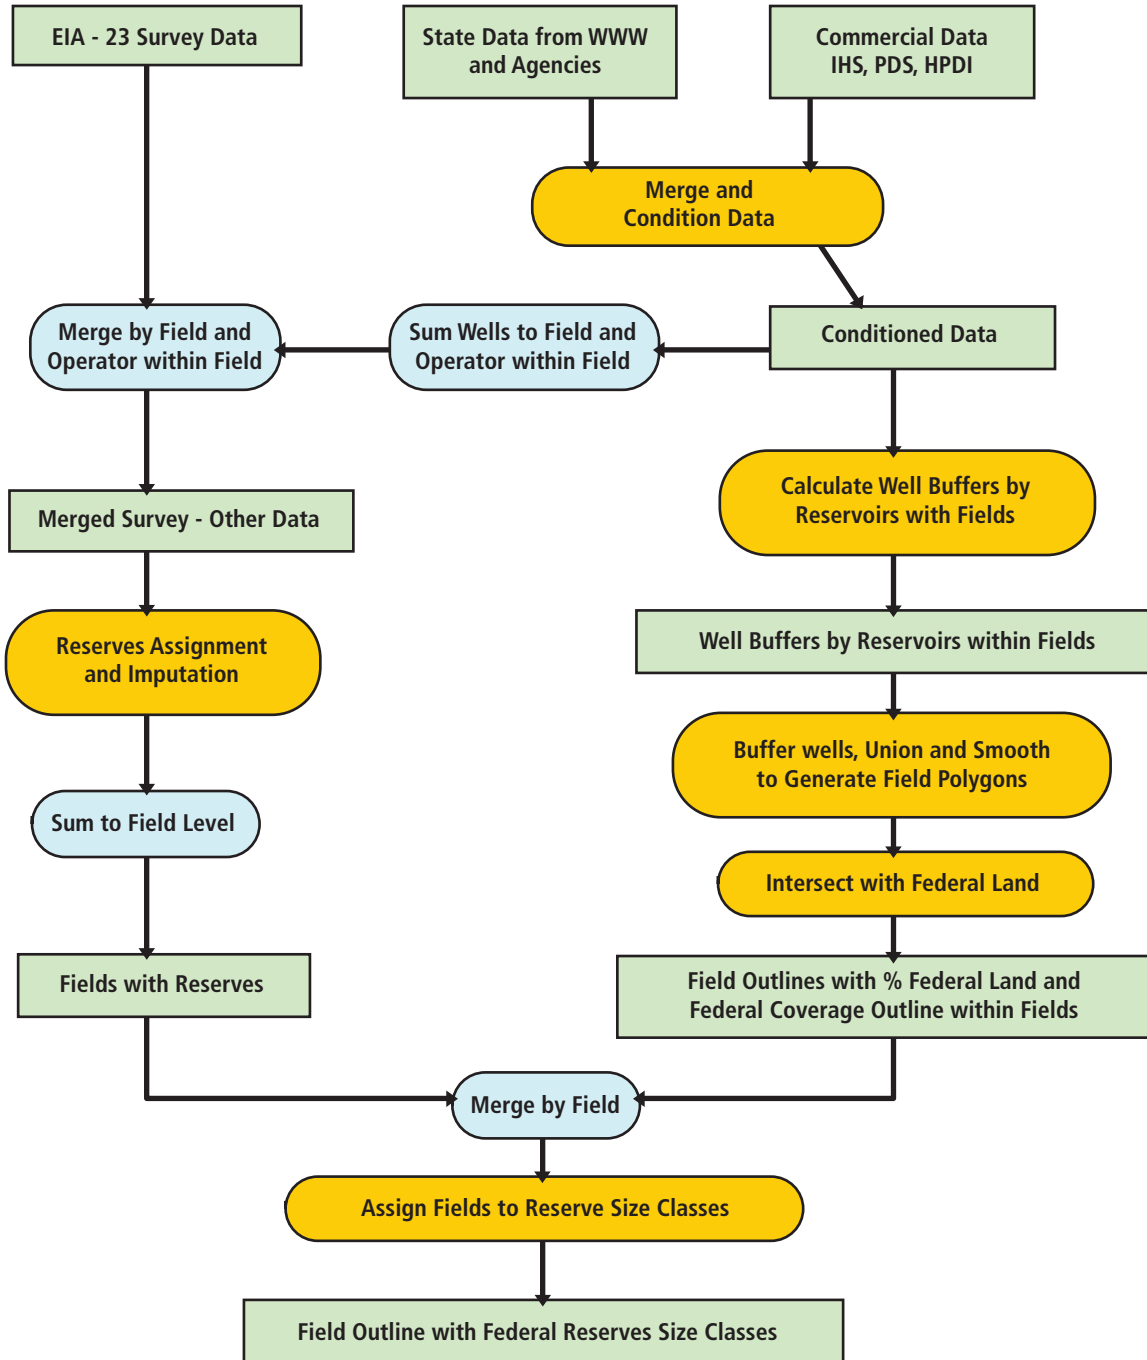 EIA - 23 Survey Data
State Data from WWW
and Agencies
Commercial Data
IHS, PDS, HPDI
Merge and
Condition Data
Merge by Field and
Operator within Field
Sum Wells to Field and
Operator within Field
Conditioned Data
Calculate Well Buffers by
Reservoirs with Fields
Merged Survey - Other Data
Well Buffers by Reservoirs within Fields
Reserves Assignment
and Imputation
Buffer wells, Union and Smooth
to Generate Field Polygons
Sum to Field Level
Intersect with Federal Land
Fields with Reserves
Field Outlines with % Federal Land and
Federal Coverage Outline within Fields
Merge by Field
Assign Fields to Reserve Size Classes
Field Outline with Federal Reserves Size Classes